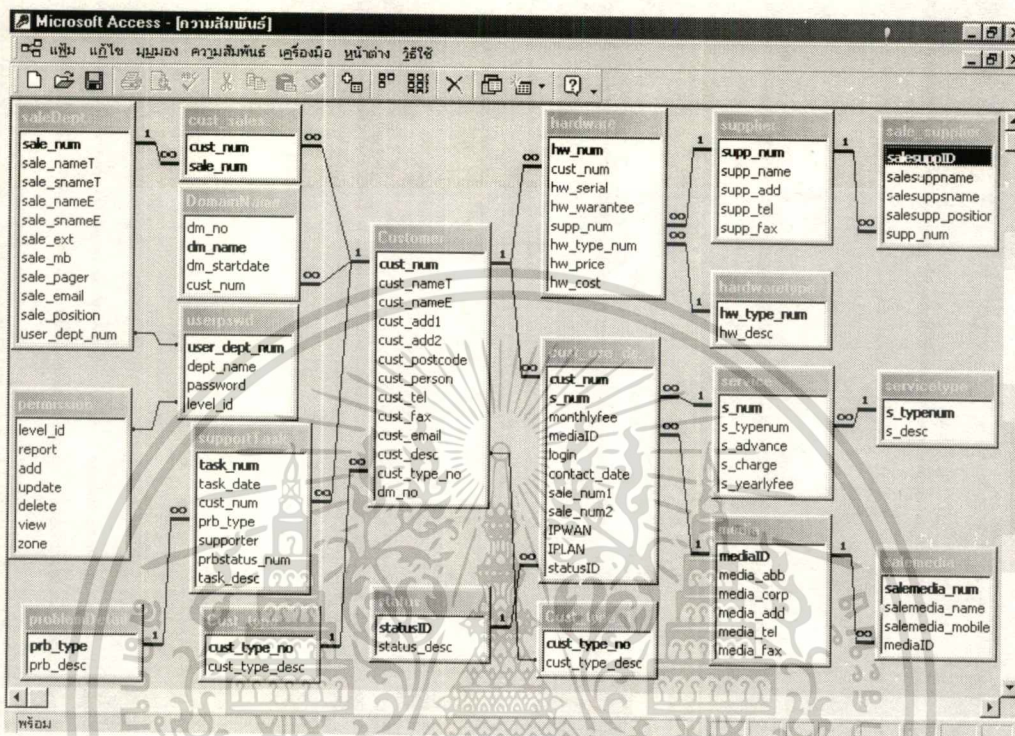 Microsoft Access - [ความสัมพันธ์]
แฟ้ม แก้ไข มุมมอง ความสัมพันธ์ เครื่องมือ หน้าต่าง วิธีใช้
saleDept
sale_num
sale_nameT
sale_snameT
sale_nameE
sale_snameE
sale_ext
sale_mb
sale_pager
sale_email
sale_position
user_dept_num
cust_sales
cust_num
sale_num
DomainName
dm_no
dm_name
dm_startdate
cust_num
userpswd
user_dept_num
dept_name
password
level_id
permission
level_id
report
add
update
delete
view
zone
supportTask
task_num
task_date
cust_num
prb_type
supporter
prbstatus_num
task_desc
prb_type
prb_desc
cust_type_no
cust_type_desc
Customer
cust_num
cust_nameT
cust_nameE
cust_add1
cust_add2
cust_postcode
cust_person
cust_tel
cust_fax
cust_email
cust_desc
cust_type_no
dm_no
status
statusID
status_desc
hardware
hw_num
cust_num
hw_serial
hw_warantee
supp_num
hw_type_num
hw_price
hw_cost
cust_num
s_num
monthlyfee
mediaID
login
contact_date
sale_num1
sale_num2
IPWAN
IPLAN
statusID
cust_type_no
cust_type_desc
supplier
supp_num
supp_name
supp_add
supp_tel
supp_fax
hardwaretype
hw_type_num
hw_desc
service
s_num
s_typenum
s_advance
s_charge
s_yearlyfee
media
mediaID
media_abb
media_corp
media_add
media_tel
media_fax
sale_supplier
salesuppID
salesuppname
salesuppsname
salesupp_position
supp_num
servicetype
s_typenum
s_desc
salemedia
salemedia_num
salemedia_name
salemedia_mobile
mediaID
พร้อม